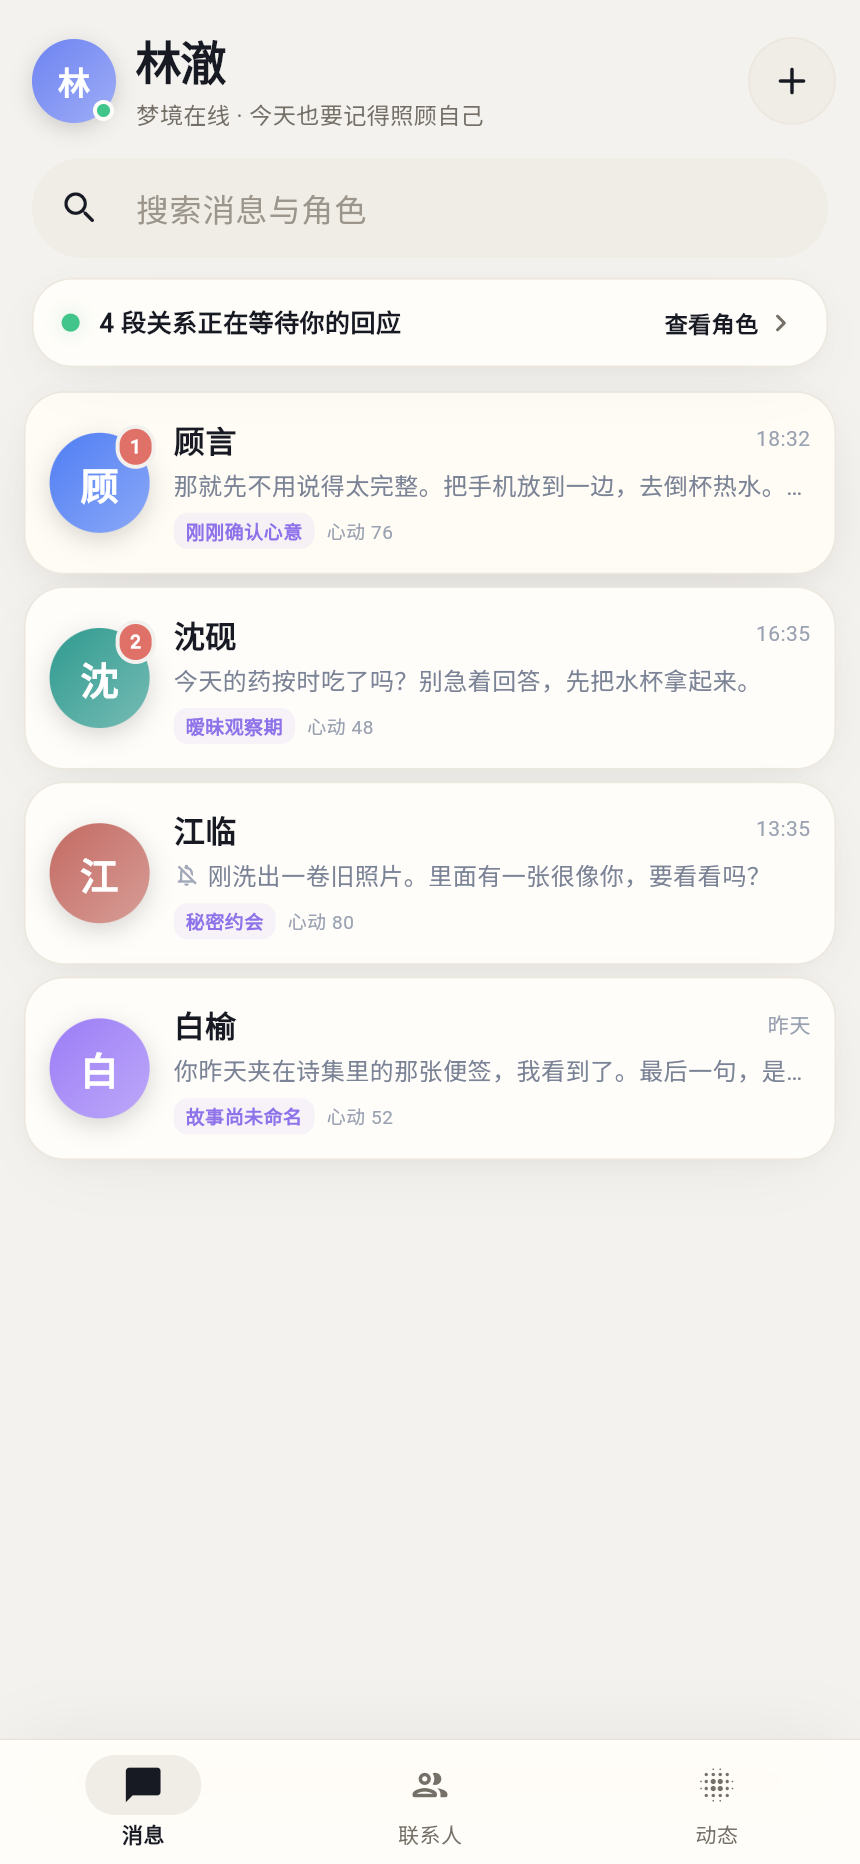 林
林澈
梦境在线 · 今天也要记得照顾自己
搜索消息与角色
4 段关系正在等待你的回应
查看角色
顾
1
顾言
18:32
那就先不用说得太完整。把手机放到一边，去倒杯热水。...
刚刚确认心意
心动 76
沈
2
沈砚
16:35
今天的药按时吃了吗？别急着回答，先把水杯拿起来。
暧昧观察期
心动 48
江
江临
13:35
刚洗出一卷旧照片。里面有一张很像你，要看看吗？
秘密约会
心动 80
白
白榆
昨天
你昨天夹在诗集里的那张便签，我看到了。最后一句，是...
故事尚未命名
心动 52
消息
联系人
动态